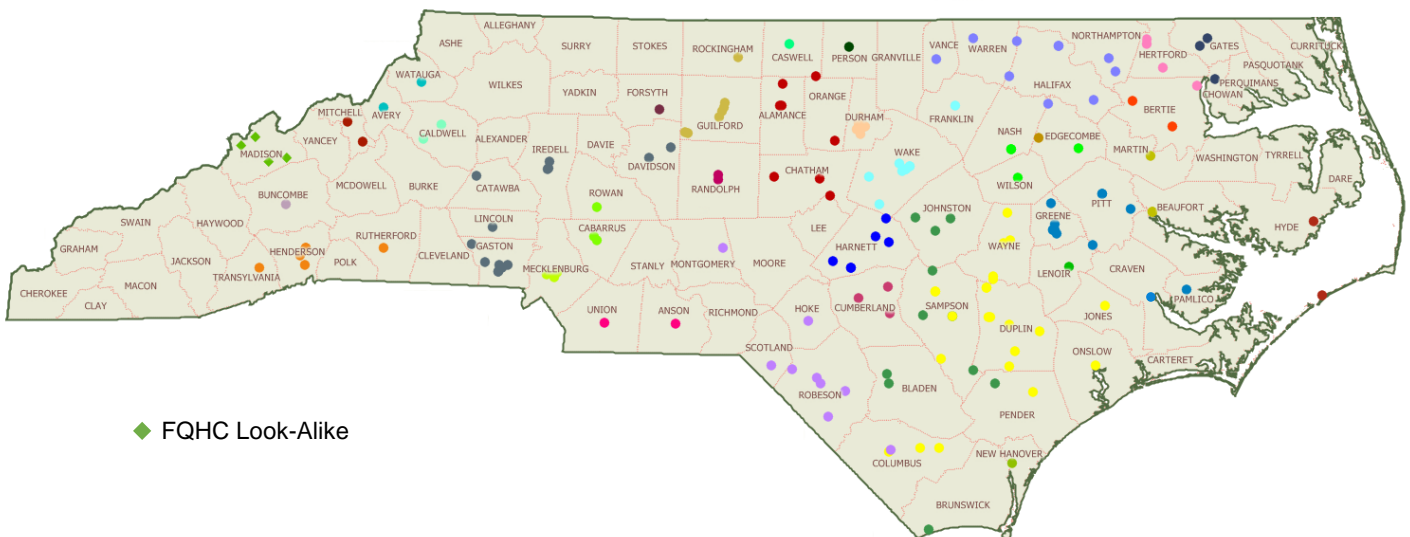 ALLEGHANY
ASHE
SURRY
STOKES
ROCKINGHAM
CASWELL
PERSON
GRANVILLE
VANCE
WARREN
NORTHAMPTON
HERTFORD
GATES
CURRITUCK
PASQUOTANK
PERQUIMANS
CHOWAN
WATAUGA
WILKES
YADKIN
FORSYTH
GUILFORD
ALAMANCE
ORANGE
DURHAM
FRANKLIN
HALIFAX
BERTIE
MITCHELL
AVERY
CALDWELL
ALEXANDER
IREDELL
DAVIE
DAVIDSON
NASH
EDGECOMBE
MARTIN
WASHINGTON
TYRRELL
DARE
MADISON
YANCEY
MCDOWELL
BURKE
CATAWBA
ROWAN
RANDOLPH
CHATHAM
WAKE
WILSON
PITT
BEAUFORT
HYDE
BUNCOMBE
SWAIN
HAYWOOD
RUTHERFORD
LINCOLN
CABARRUS
LEE
JOHNSTON
GREENE
WAYNE
GRAHAM
JACKSON
HENDERSON
POLK
CLEVELAND
GASTON
MECKLENBURG
STANLY
MONTGOMERY
MOORE
HARNETT
LENOIR
CRAVEN
PAMLICO
CHEROKEE
CLAY
MACON
TRANSYLVANIA
UNION
ANSON
RICHMOND
HOKE
CUMBERLAND
SAMPSON
DUPLIN
JONES
SCOTLAND
ONSLOW
CARTERET
ROBESON
BLADEN
PENDER
FQHC Look-Alike
COLUMBUS
NEW HANOVER
BRUNSWICK